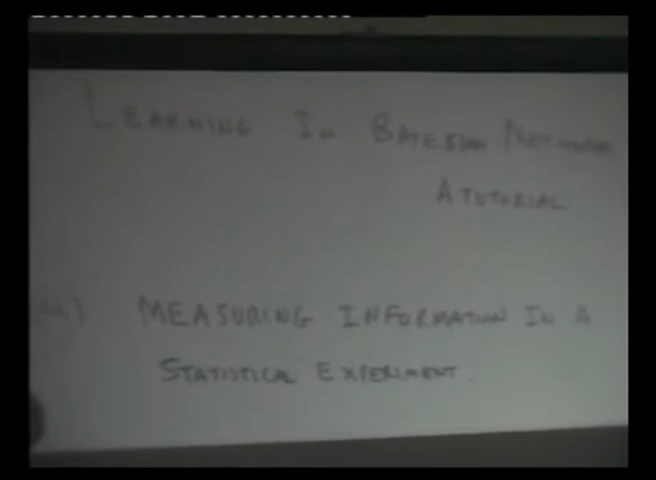 LEARNING IN BAYESIAN NETWORKS
A TUTORIAL
MEASURING INFORMATION IN A
STATISTICAL EXPERIMENT.